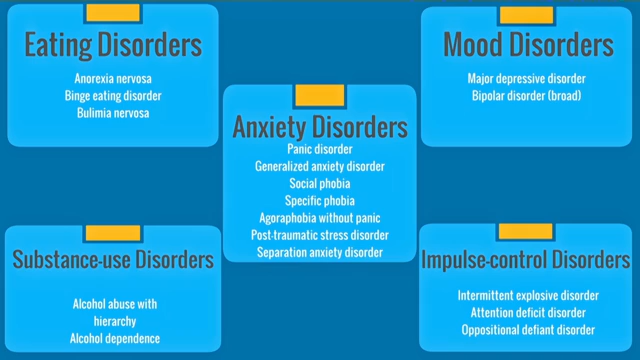 Eating Disorders
Anorexia nervosa
Binge eating disorder
Bulimia nervosa
Mood Disorders
Major depressive disorder
Bipolar disorder (broad)
Anxiety Disorders
Panic disorder
Generalized anxiety disorder
Social phobia
Specific phobia
Agoraphobia without panic
Post-traumatic stress disorder
Separation anxiety disorder
Substance-use Disorders
Alcohol abuse with
hierarchy
Alcohol dependence
Impulse-control Disorders
Intermittent explosive disorder
Attention deficit disorder
Oppositional defiant disorder